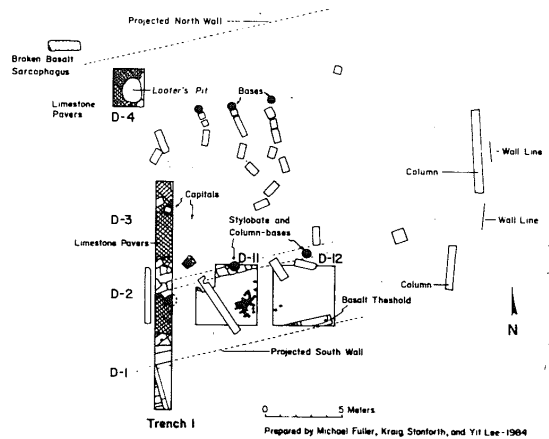 Projected North Wall
Broken Basalt
Sarcophagus
Looter's Pit
Bases
Limestone
Pavers
D-4
Wall Line
Column
Capitals
D-3
Stylobate and
Column-bases
Wall Line
Limestone Pavers
D-11
D-12
D-2
Column
Basalt Theshold
N
Projected South Wall
D-1
0 5
Meters
Trench I
Prepared by Michael Fuller, Kraig Stanforth, and Yit Lee-1984